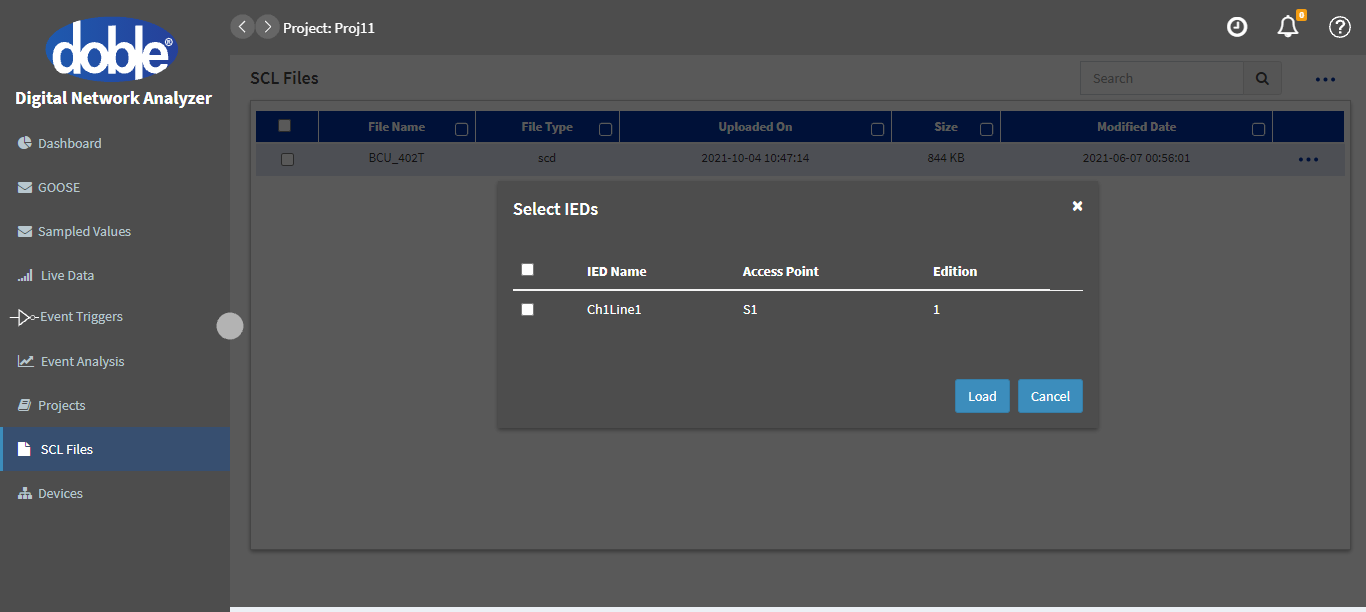 doble®
Digital Network Analyzer
Dashboard
GOOSE
Sampled Values
Live Data
Event Triggers
Event Analysis
Projects
SCL Files
Devices
Project: Proj11
0
SCL Files
Search
File Name File Type Uploaded On Size Modified Date
BCU_402T scd 2021-10-04 10:47:14 844 KB 2021-06-07 00:56:01
Select IEDs
IED Name Access Point Edition
Ch1Line1 S1 1
Load Cancel